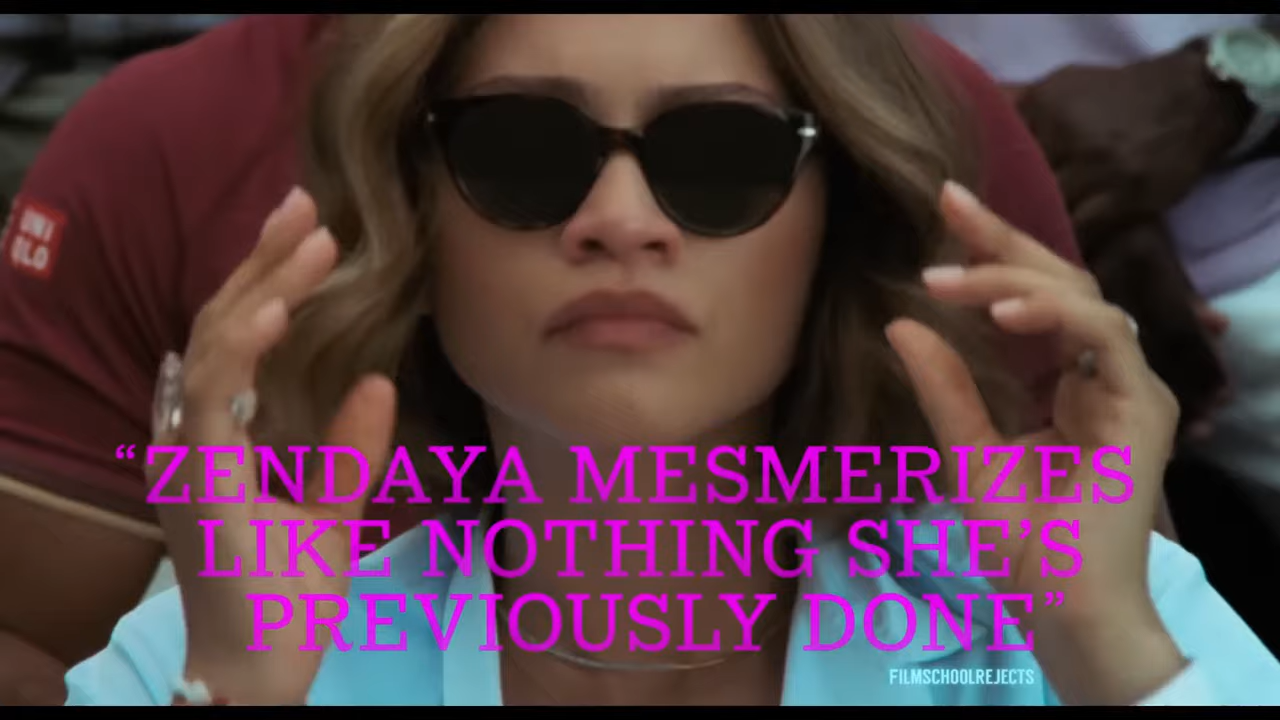 UNI
QLO
“ZENDAYA MESMERIZES
LIKE NOTHING SHE’S
PREVIOUSLY DONE”
FILMSCHOOLREJECTS